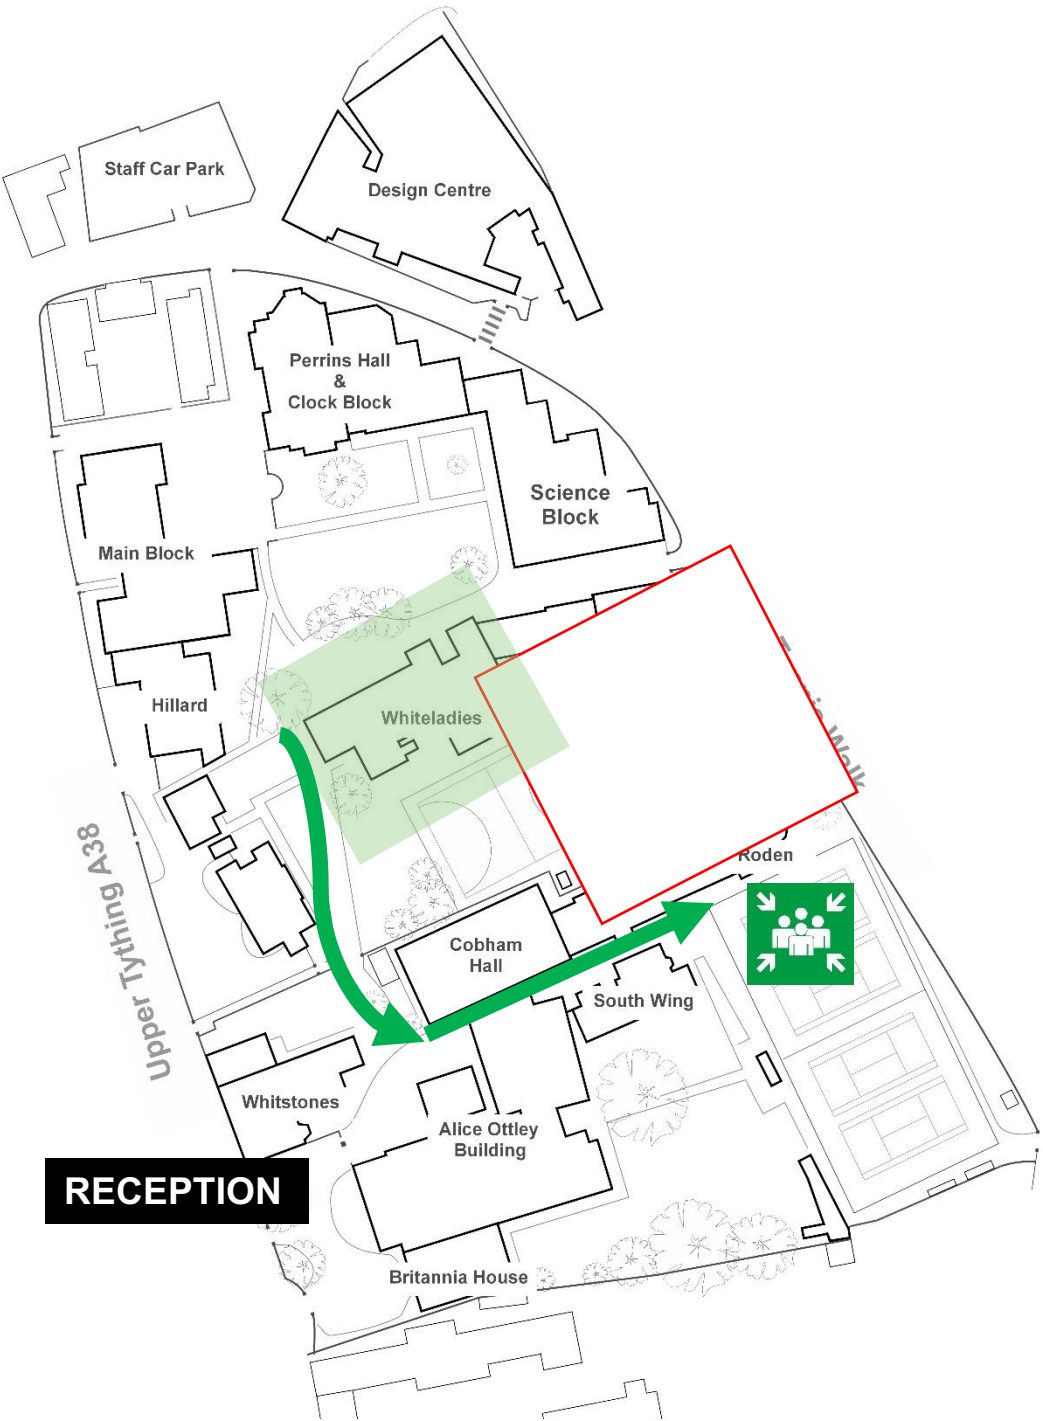 Staff Car Park
Design Centre
Perrins Hall
&
Clock Block
Science
Block
Main Block
Hillard
Whiteladies
Walk
Roden
Upper Tything A38
Cobham
Hall
South Wing
Whitstones
Alice Ottley
Building
RECEPTION
Britannia House